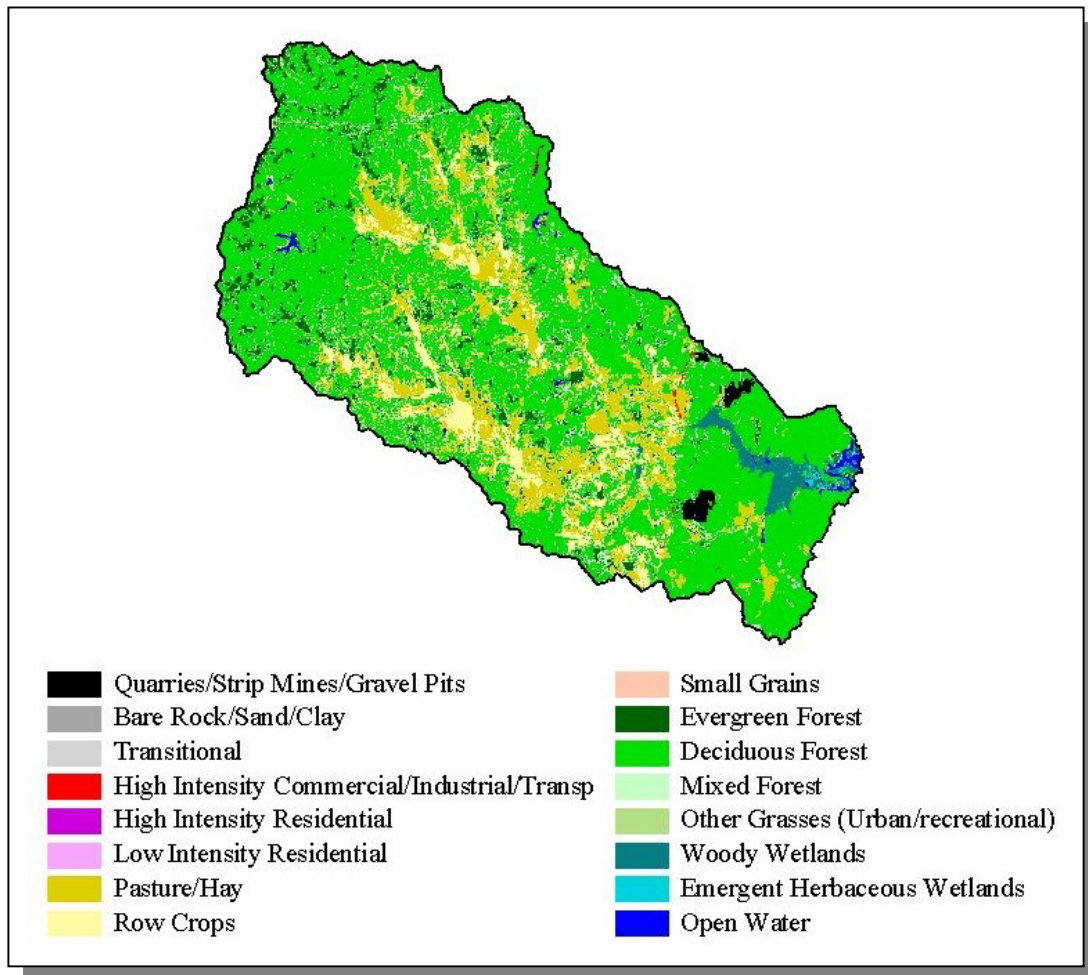 Quarries/Strip Mines/Gravel Pits
Bare Rock/Sand/Clay
Transitional
High Intensity Commercial/Industrial/Transp
High Intensity Residential
Low Intensity Residential
Pasture/Hay
Row Crops
Small Grains
Evergreen Forest
Deciduous Forest
Mixed Forest
Other Grasses (Urban/recreational)
Woody Wetlands
Emergent Herbaceous Wetlands
Open Water